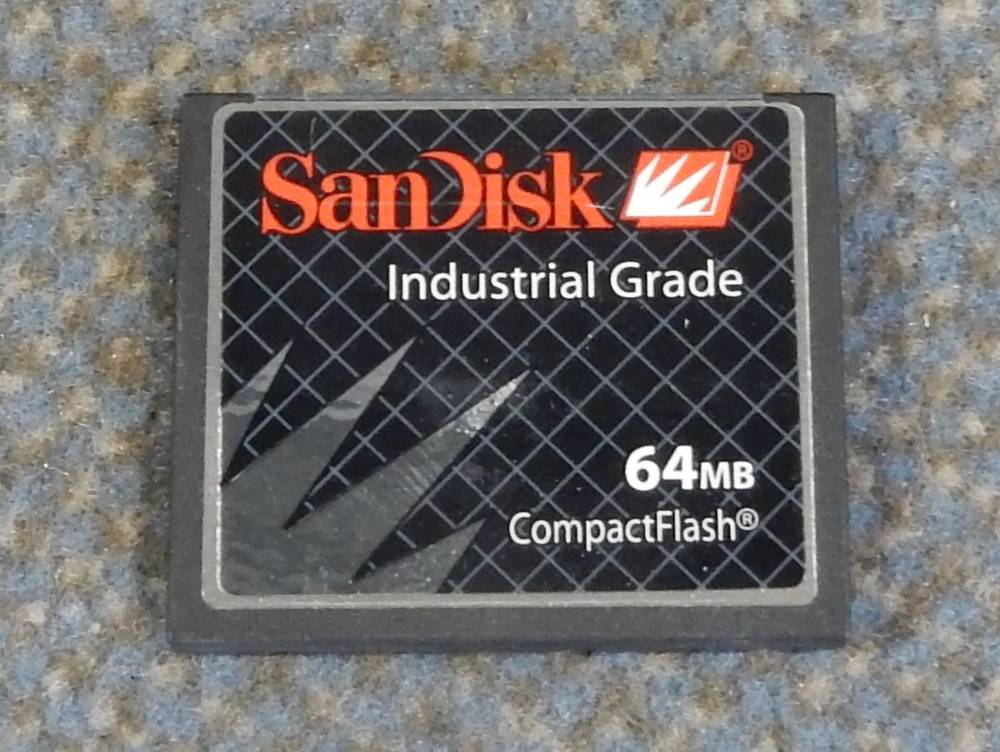 SanDisk®
Industrial Grade
64MB
CompactFlash®